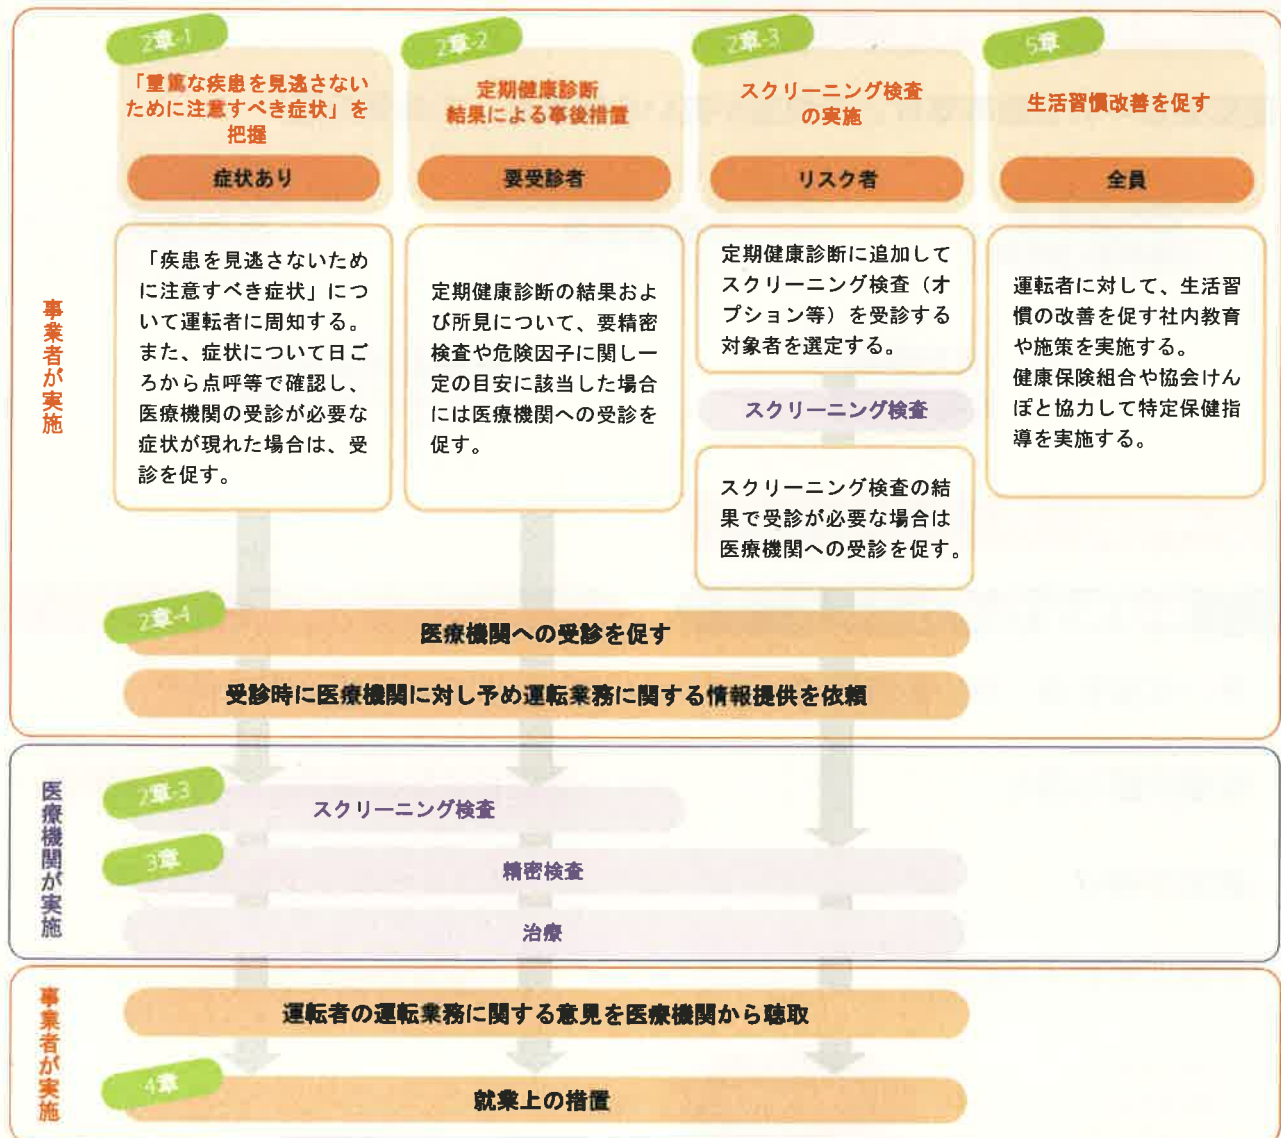 2章-1
「重篤な疾患を見逃さない
ために注意すべき症状」を
把握
症状あり
「疾患を見逃さないため
に注意すべき症状」につ
いて運転者に周知する。
また、症状について日ご
ろから点呼等で確認し、
医療機関の受診が必要な
症状が現れた場合は、受
診を促す。
2章-2
定期健康診断
結果による事後措置
要受診者
定期健康診断の結果およ
び所見について、要精密
検査や危険因子に関し一
定の目安に該当した場合
には医療機関への受診を
促す。
2章-3
スクリーニング検査
の実施
リスク者
定期健康診断に追加して
スクリーニング検査（オ
プション等）を受診する
対象者を選定する。
スクリーニング検査
スクリーニング検査の結
果で受診が必要な場合は
医療機関への受診を促す。
5章
生活習慣改善を促す
全員
運転者に対して、生活習
慣の改善を促す社内教育
や施策を実施する。
健康保険組合や協会けん
ぽと協力して特定保健指
導を実施する。
事業者が実施
2章-4
医療機関への受診を促す
受診時に医療機関に対し予め運転業務に関する情報提供を依頼
医療機関が実施
2章-3
スクリーニング検査
3章
精密検査
治療
事業者が実施
運転者の運転業務に関する意見を医療機関から聴取
4章
就業上の措置